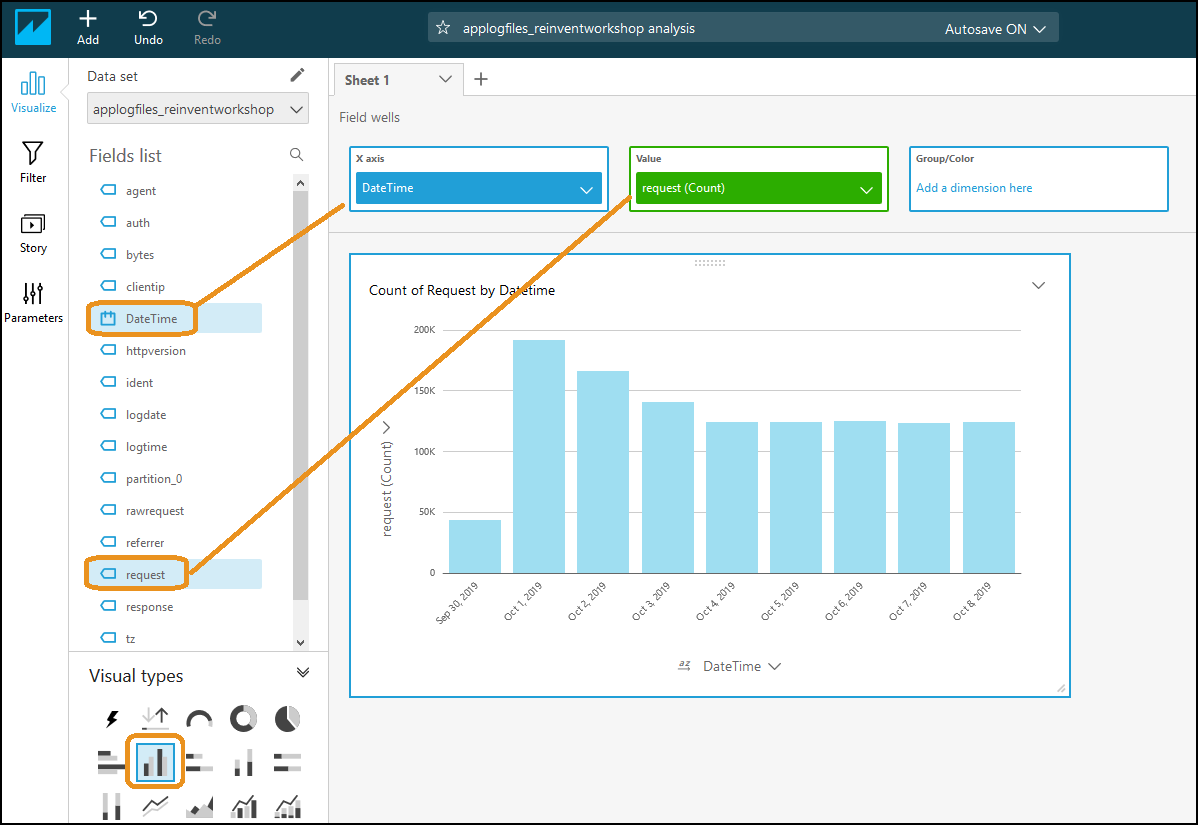 Add
Undo
Redo
applogfiles_reinventworkshop analysis
Autosave ON
Visualize
Filter
Story
Parameters
Data set
applogfiles_reinventworkshop
Fields list
agent
auth
bytes
clientip
DateTime
httpversion
ident
logdate
logtime
partition_0
rawrequest
referrer
request
response
tz
Visual types
Sheet 1
Field wells
X axis
DateTime
Value
request (Count)
Group/Color
Add a dimension here
Count of Request by Datetime
request (Count)
200K
150K
100K
50K
0
Sep 30, 2019
Oct 1, 2019
Oct 2, 2019
Oct 3, 2019
Oct 4, 2019
Oct 5, 2019
Oct 6, 2019
Oct 7, 2019
Oct 8, 2019
az
DateTime